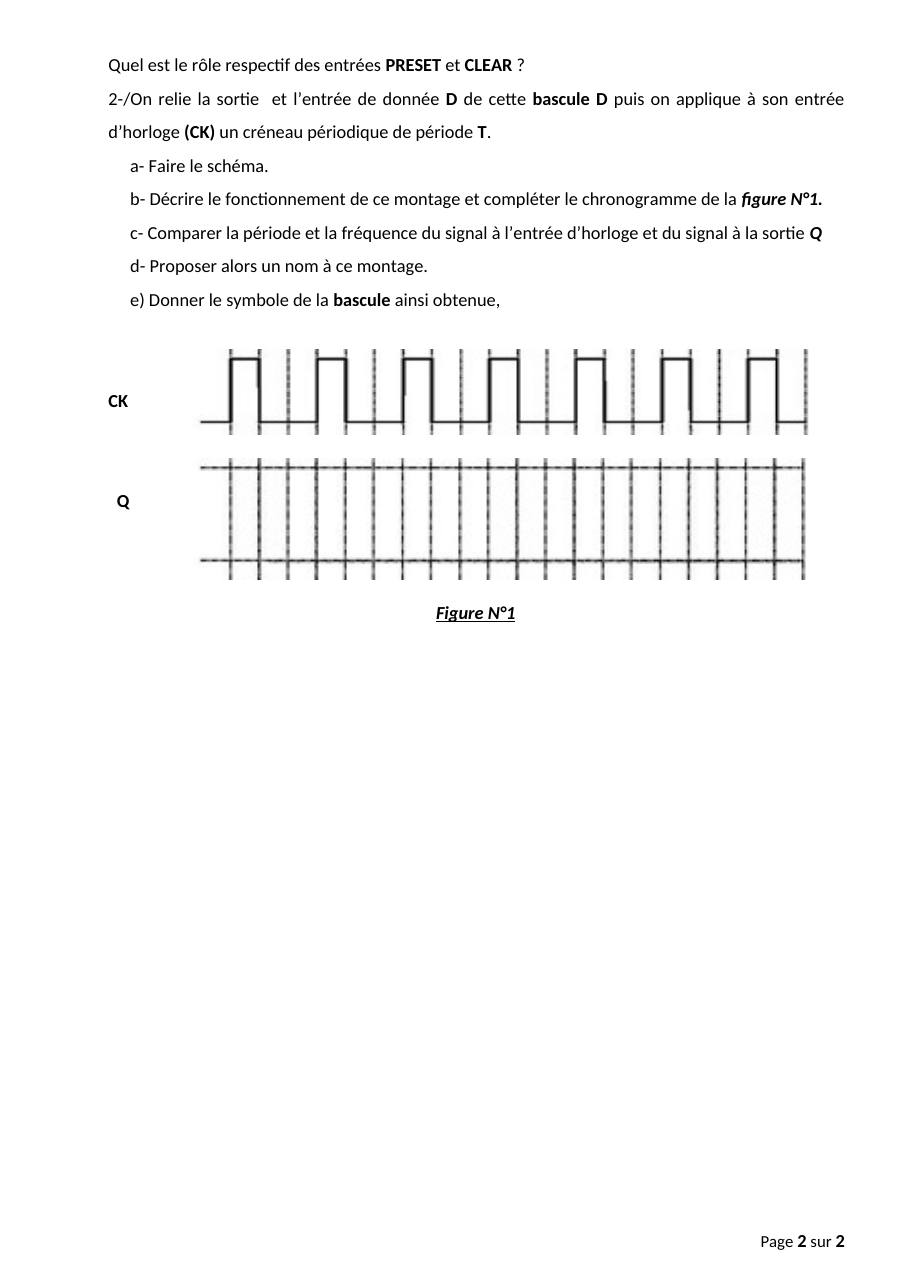 Quel est le rôle respectif des entrées PRESET et CLEAR ?
2-/On relie la sortie et l’entrée de donnée D de cette bascule D puis on applique à son entrée
d’horloge (CK) un créneau périodique de période T.
a- Faire le schéma.
b- Décrire le fonctionnement de ce montage et compléter le chronogramme de la figure N°1.
c- Comparer la période et la fréquence du signal à l’entrée d’horloge et du signal à la sortie Q
d- Proposer alors un nom à ce montage.
e) Donner le symbole de la bascule ainsi obtenue,
CK
Q
Figure N°1
Page 2 sur 2